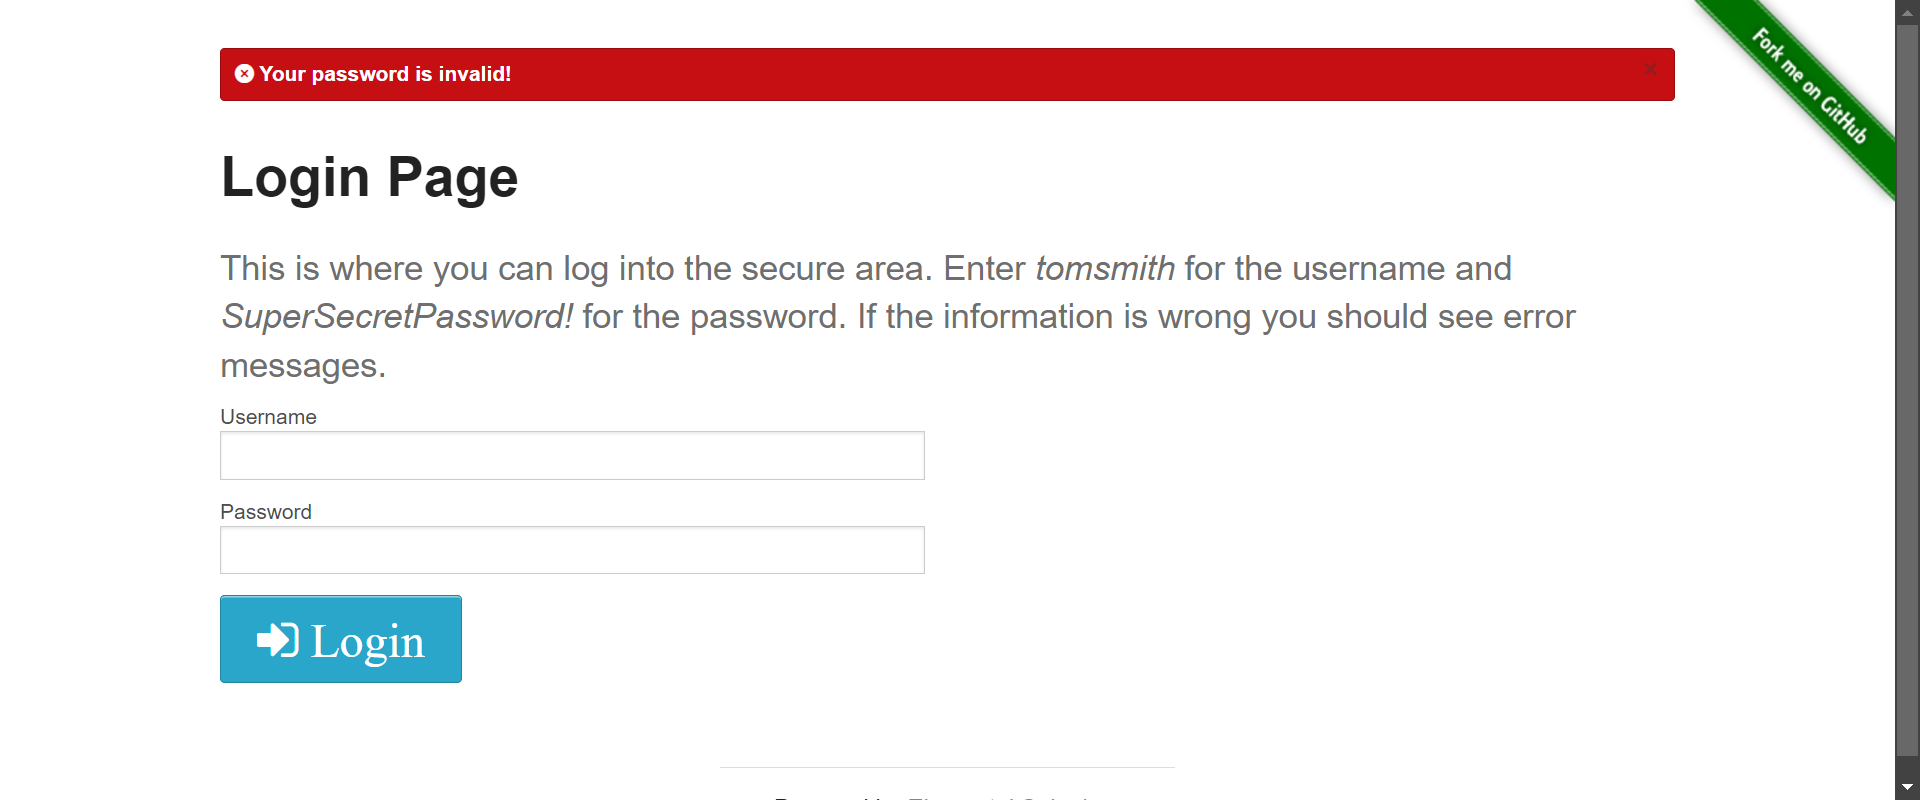 Your password is invalid!
×
Fork me on GitHub
Login Page
This is where you can log into the secure area. Enter tomsmith for the username and
SuperSecretPassword! for the password. If the information is wrong you should see error
messages.
Username
Password
Login